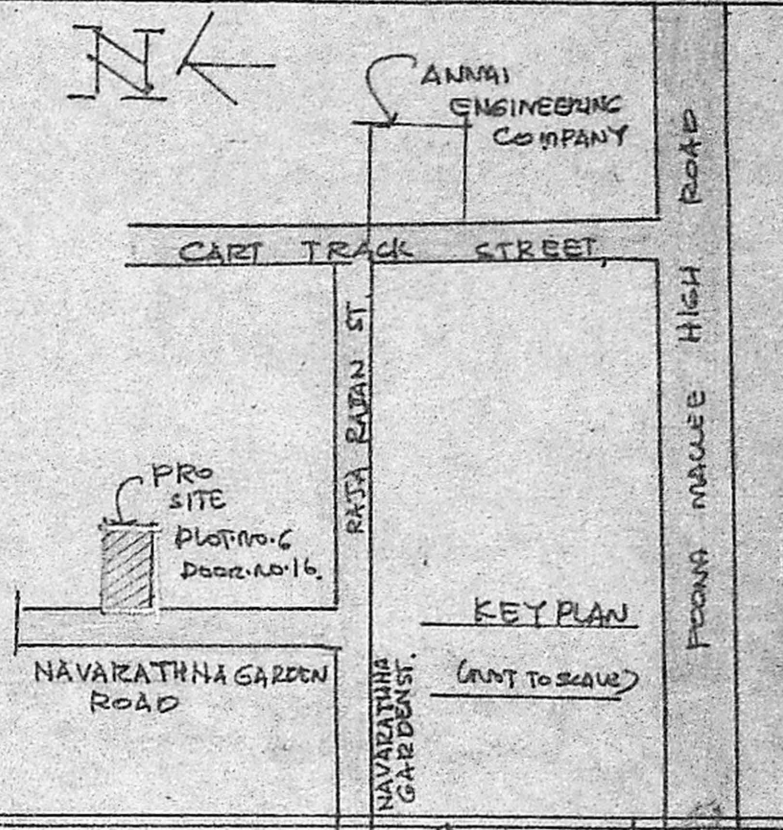 N
ANNAI
ENGINEERING
COMPANY
CART TRACK STREET
POONA MALLEE HIGH ROAD
RAJA RAJAN ST.
PRO
SITE
PLOT.NO.6
DOOR.NO.16.
NAVARATHNA GARDEN
ROAD
NAVARATHNA
GARDEN ST.
KEY PLAN
(NOT TO SCALE)